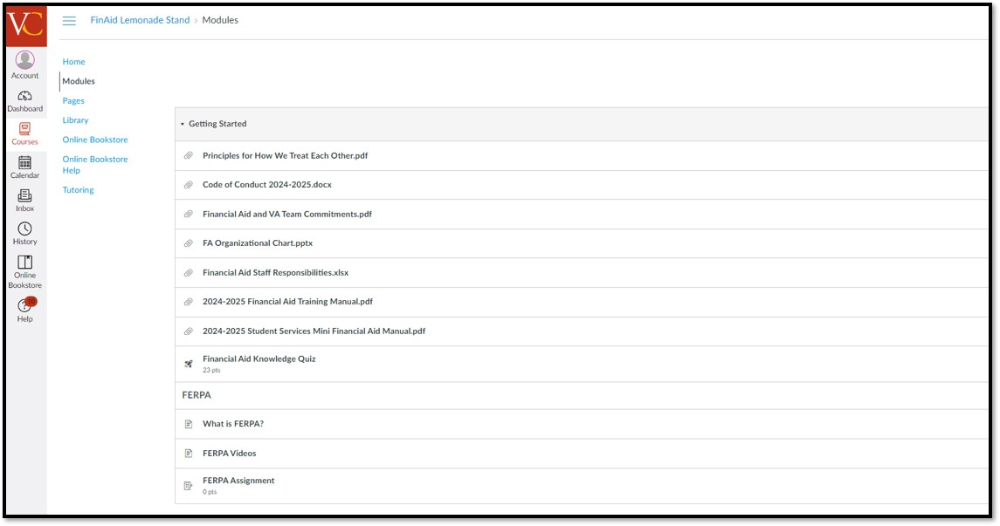 VC
FinAid Lemonade Stand › Modules
Account
Dashboard
Courses
Calendar
Inbox
History
Online
Bookstore
10
Help
Home
Modules
Pages
Library
Online Bookstore
Online Bookstore
Help
Tutoring
Getting Started
Principles for How We Treat Each Other.pdf
Code of Conduct 2024-2025.docx
Financial Aid and VA Team Commitments.pdf
FA Organizational Chart.pptx
Financial Aid Staff Responsibilities.xlsx
2024-2025 Financial Aid Training Manual.pdf
2024-2025 Student Services Mini Financial Aid Manual.pdf
Financial Aid Knowledge Quiz
23 pts
FERPA
What is FERPA?
FERPA Videos
FERPA Assignment
0 pts